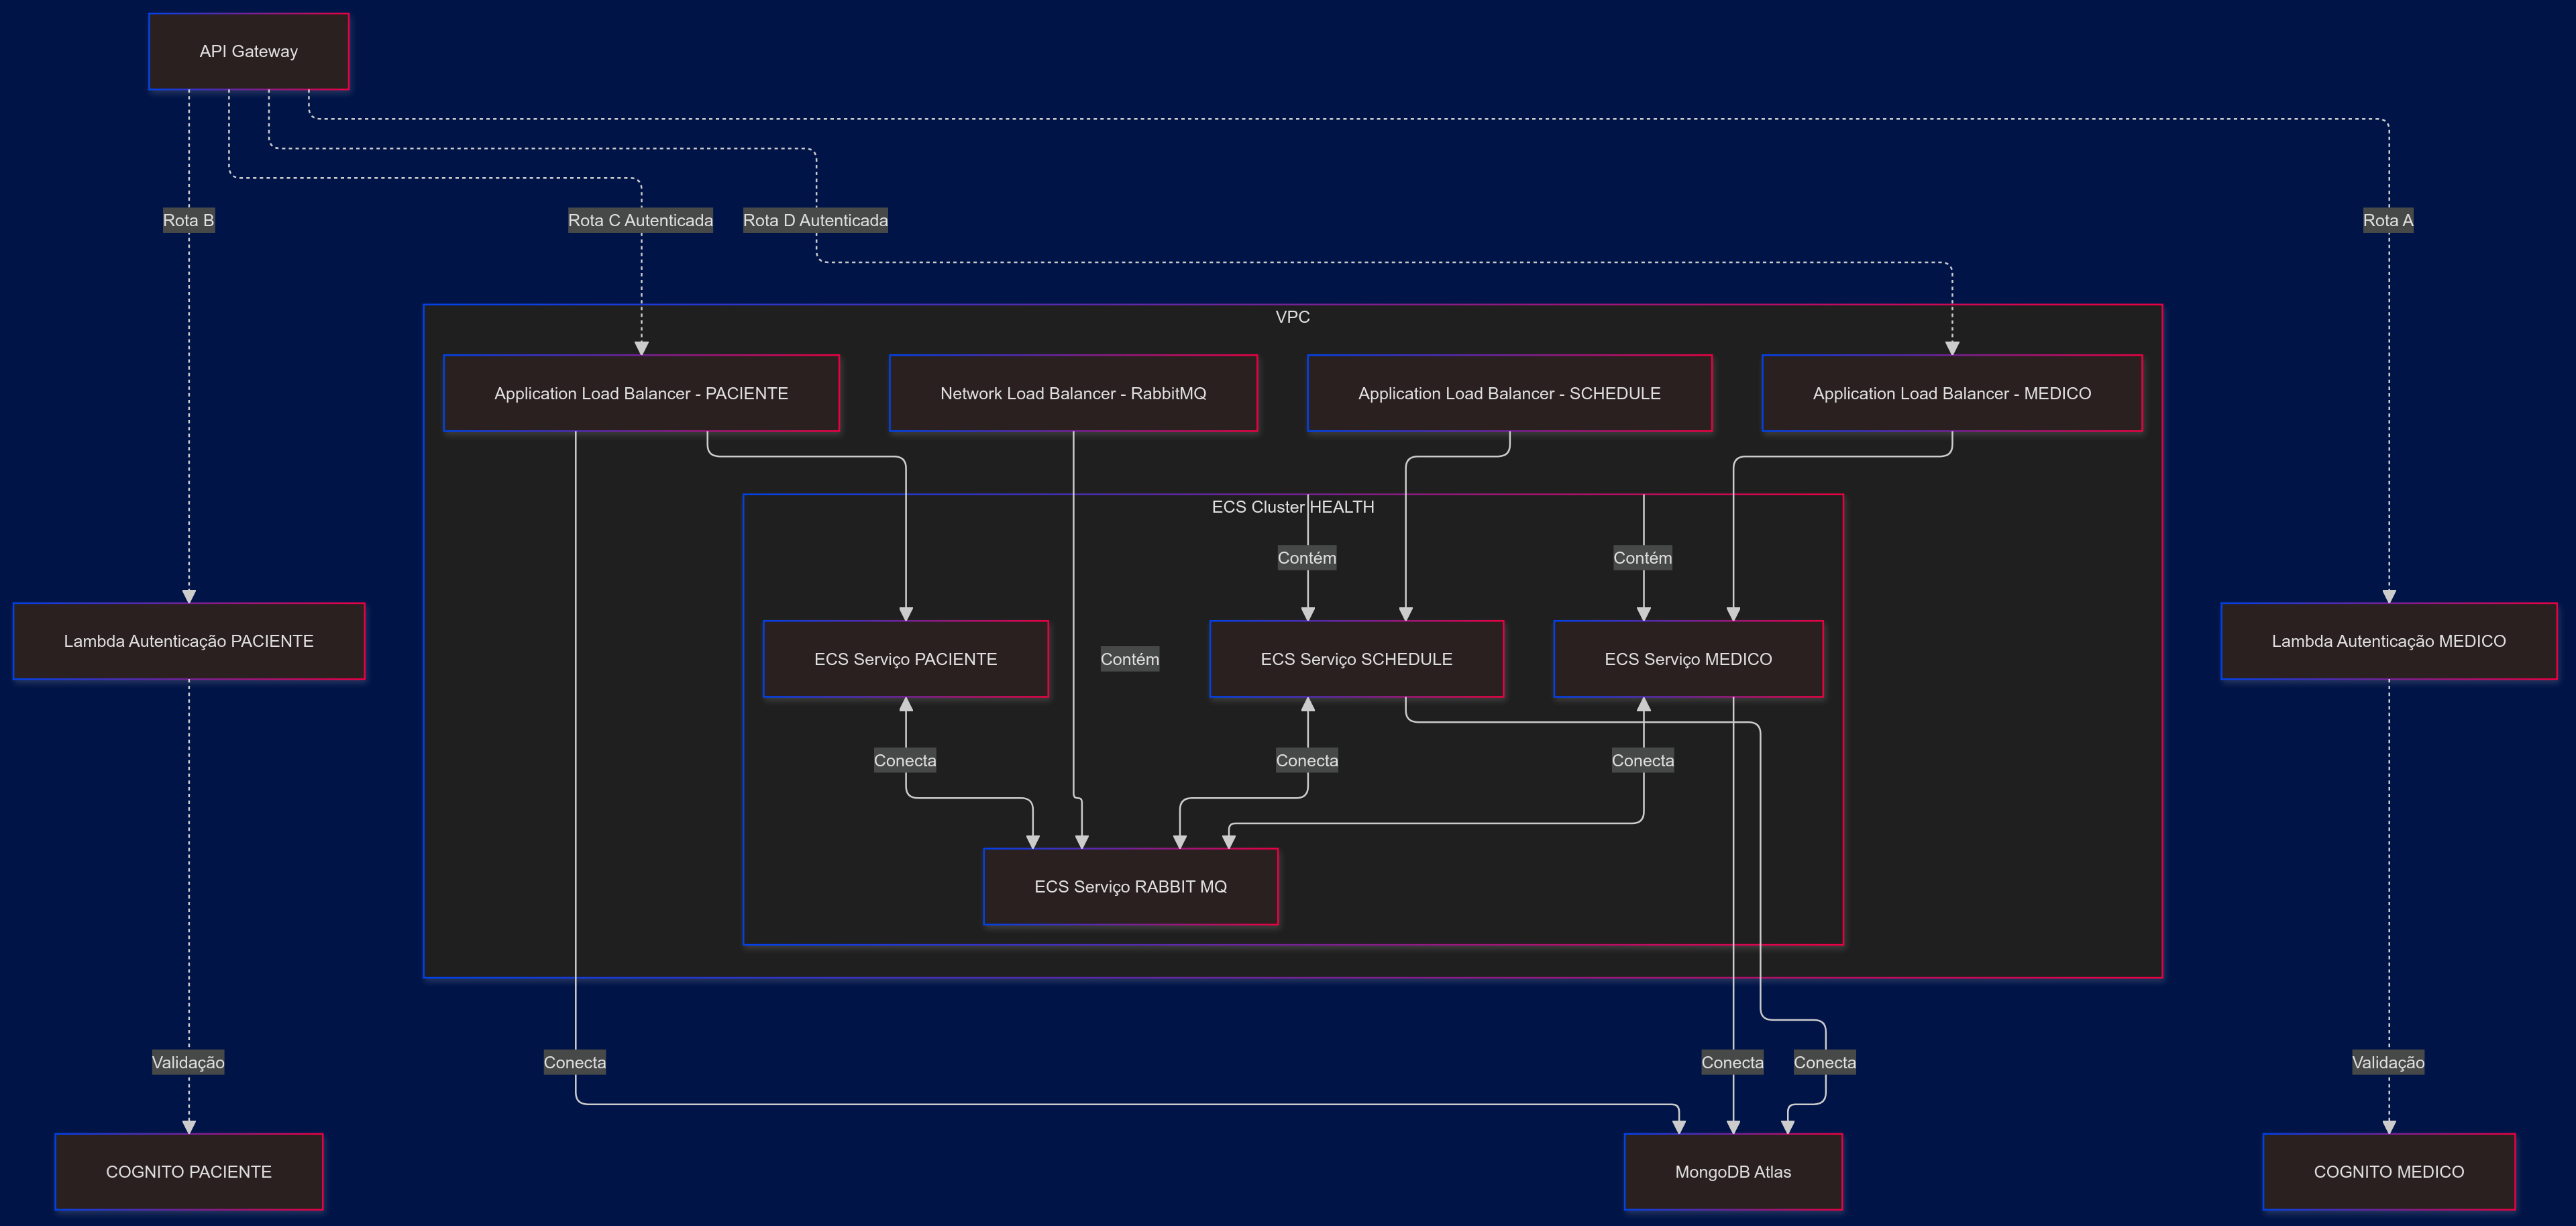 API Gateway
Rota B
Rota C Autenticada
Rota D Autenticada
Rota A
VPC
Application Load Balancer - PACIENTE
Network Load Balancer - RabbitMQ
Application Load Balancer - SCHEDULE
Application Load Balancer - MEDICO
ECS Cluster HEALTH
Contém
Contém
Lambda Autenticação PACIENTE
ECS Serviço PACIENTE
Contém
ECS Serviço SCHEDULE
ECS Serviço MEDICO
Lambda Autenticação MEDICO
Conecta
Conecta
Conecta
ECS Serviço RABBIT MQ
Validação
Conecta
Conecta
Conecta
Validação
COGNITO PACIENTE
MongoDB Atlas
COGNITO MEDICO